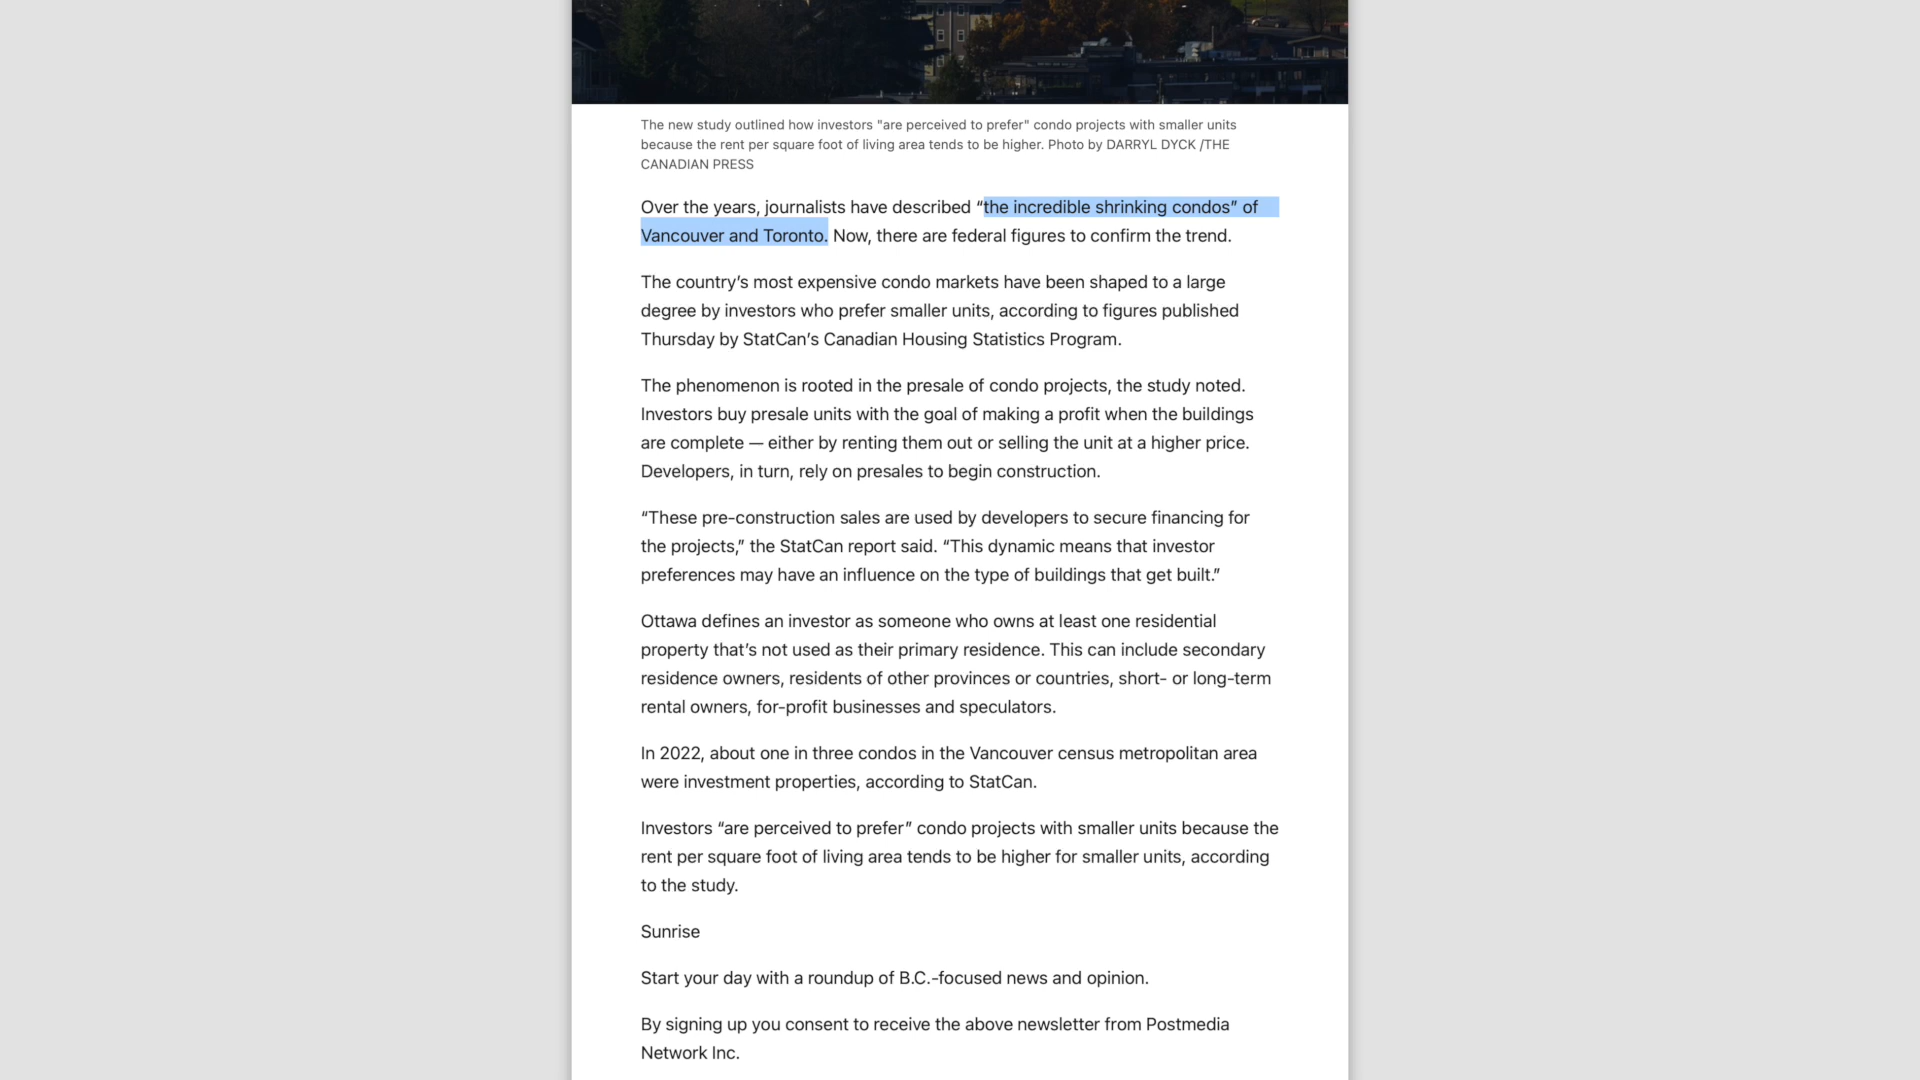 The new study outlined how investors "are perceived to prefer" condo projects with smaller units
because the rent per square foot of living area tends to be higher. Photo by DARRYL DYCK /THE
CANADIAN PRESS
Over the years, journalists have described “the incredible shrinking condos” of
Vancouver and Toronto. Now, there are federal figures to confirm the trend.
The country’s most expensive condo markets have been shaped to a large
degree by investors who prefer smaller units, according to figures published
Thursday by StatCan’s Canadian Housing Statistics Program.
The phenomenon is rooted in the presale of condo projects, the study noted.
Investors buy presale units with the goal of making a profit when the buildings
are complete — either by renting them out or selling the unit at a higher price.
Developers, in turn, rely on presales to begin construction.
“These pre-construction sales are used by developers to secure financing for
the projects,” the StatCan report said. “This dynamic means that investor
preferences may have an influence on the type of buildings that get built.”
Ottawa defines an investor as someone who owns at least one residential
property that’s not used as their primary residence. This can include secondary
residence owners, residents of other provinces or countries, short- or long-term
rental owners, for-profit businesses and speculators.
In 2022, about one in three condos in the Vancouver census metropolitan area
were investment properties, according to StatCan.
Investors “are perceived to prefer” condo projects with smaller units because the
rent per square foot of living area tends to be higher for smaller units, according
to the study.
Sunrise
Start your day with a roundup of B.C.-focused news and opinion.
By signing up you consent to receive the above newsletter from Postmedia
Network Inc.